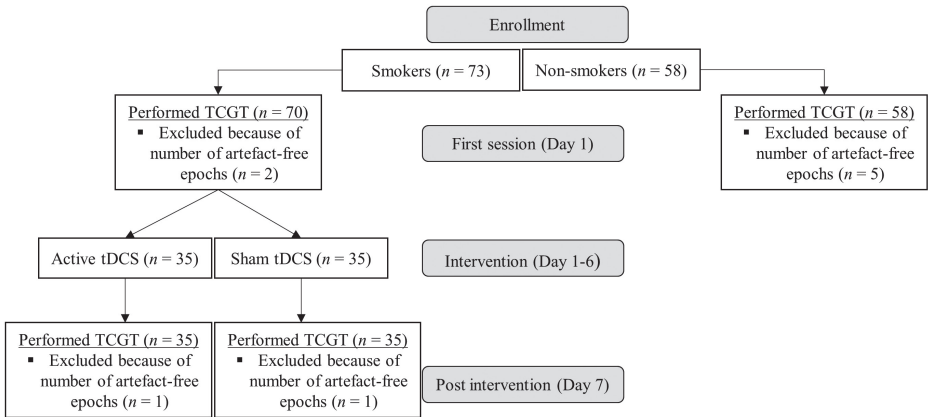 Enrollment
Smokers (n = 73)
Non-smokers (n = 58)
Performed TCGT (n = 70)
▪ Excluded because of
number of artefact-free
epochs (n = 2)
First session (Day 1)
Performed TCGT (n = 58)
▪ Excluded because of
number of artefact-free
epochs (n = 5)
Active tDCS (n = 35)
Sham tDCS (n = 35)
Intervention (Day 1-6)
Performed TCGT (n = 35)
▪ Excluded because of
number of artefact-free
epochs (n = 1)
Performed TCGT (n = 35)
▪ Excluded because of
number of artefact-free
epochs (n = 1)
Post intervention (Day 7)